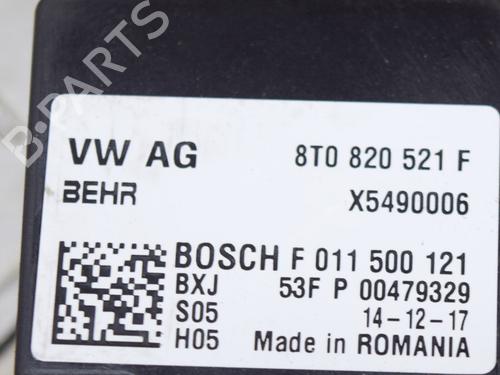 B-PARTS
VW AG 8T0 820 521 F
BEHR X5490006
BOSCH F 011 500 121
BXJ 53F P 00479329
S05 14-12-17
H05 Made in ROMANIA